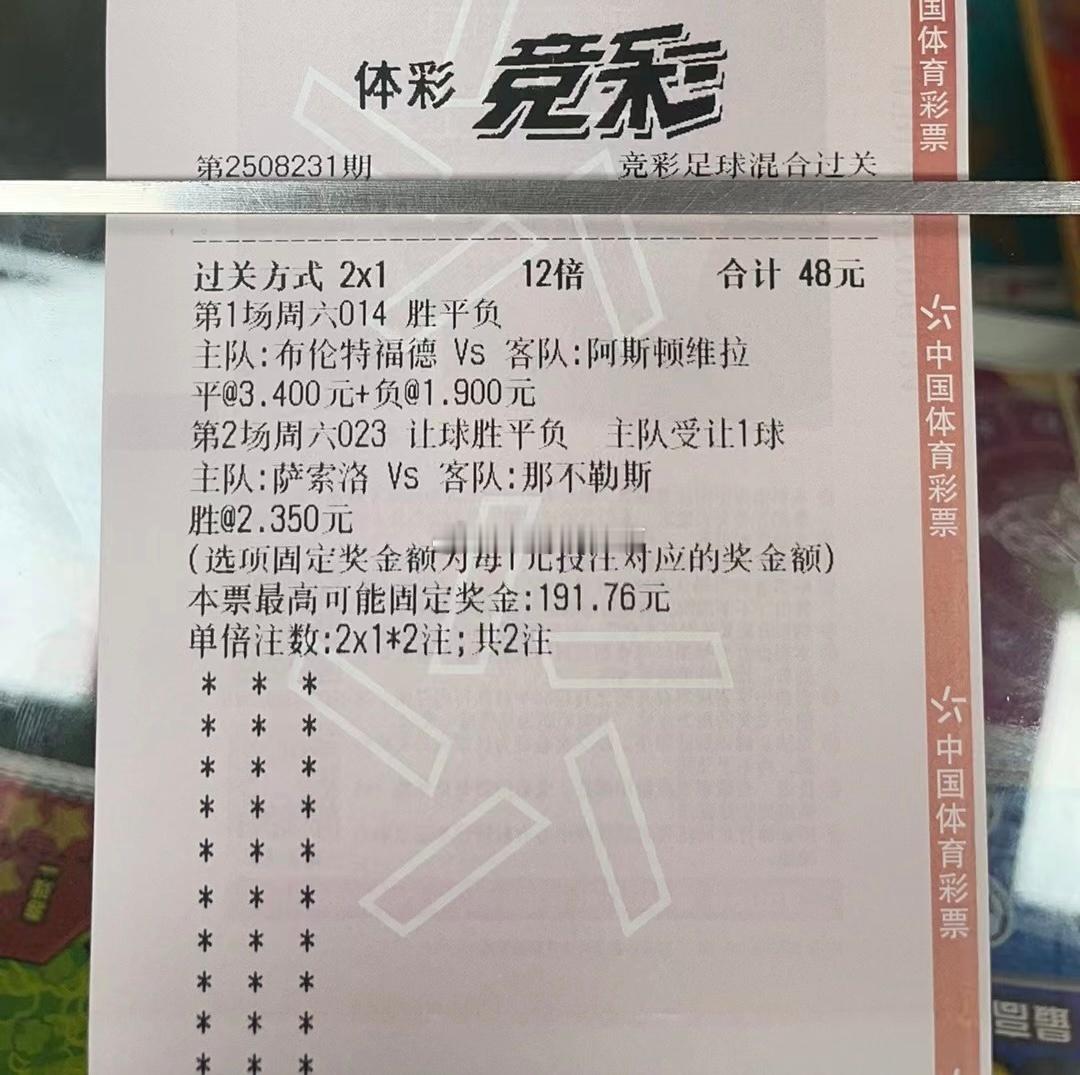 体彩 竞彩
第2508231期 竞彩足球混合过关
过关方式 2x1 12倍 合计 48元
第1场周六014 胜平负
主队:布伦特福德 Vs 客队:阿斯顿维拉
平@3.400元+负@1.900元
第2场周六023 让球胜平负 主队受让1球
主队:萨索洛 Vs 客队:那不勒斯
胜@2.350元
(选项固定奖金额为每1元投注对应的奖金额)
本票最高可能固定奖金:191.76元
单倍注数:2x1*2注;共2注
* * *
* * *
* * *
* * *
* * *
* * *
* * *
* * *
* * *
* * *
国体育彩票
中国体育彩票
中国体育彩票